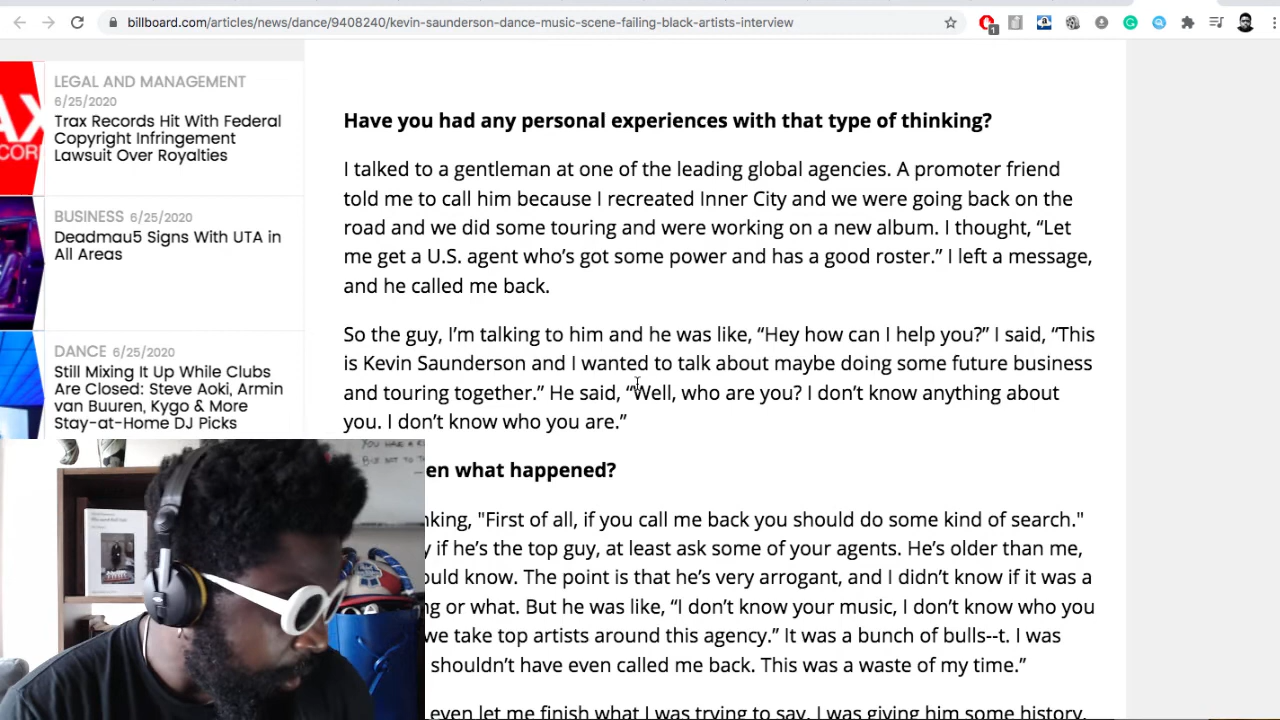 billboard.com/articles/news/dance/9408240/kevin-saunderson-dance-music-scene-failing-black-artists-interview
1
LEGAL AND MANAGEMENT
6/25/2020
Trax Records Hit With Federal
Copyright Infringement
Lawsuit Over Royalties
BUSINESS 6/25/2020
Deadmau5 Signs With UTA in
All Areas
DANCE 6/25/2020
Still Mixing It Up While Clubs
Are Closed: Steve Aoki, Armin
van Buuren, Kygo & More
Stay-at-Home DJ Picks
Have you had any personal experiences with that type of thinking?
I talked to a gentleman at one of the leading global agencies. A promoter friend
told me to call him because I recreated Inner City and we were going back on the
road and we did some touring and were working on a new album. I thought, “Let
me get a U.S. agent who’s got some power and has a good roster.” I left a message,
and he called me back.
So the guy, I’m talking to him and he was like, “Hey how can I help you?” I said, “This
is Kevin Saunderson and I wanted to talk about maybe doing some future business
and touring together.” He said, “Well, who are you? I don’t know anything about
you. I don’t know who you are.”
en what happened?
nking, "First of all, if you call me back you should do some kind of search."
y if he’s the top guy, at least ask some of your agents. He’s older than me,
ould know. The point is that he’s very arrogant, and I didn’t know if it was a
ng or what. But he was like, “I don’t know your music, I don’t know who you
we take top artists around this agency.” It was a bunch of bulls--t. I was
shouldn’t have even called me back. This was a waste of my time.”
even let me finish what I was trying to say. I was giving him some history,